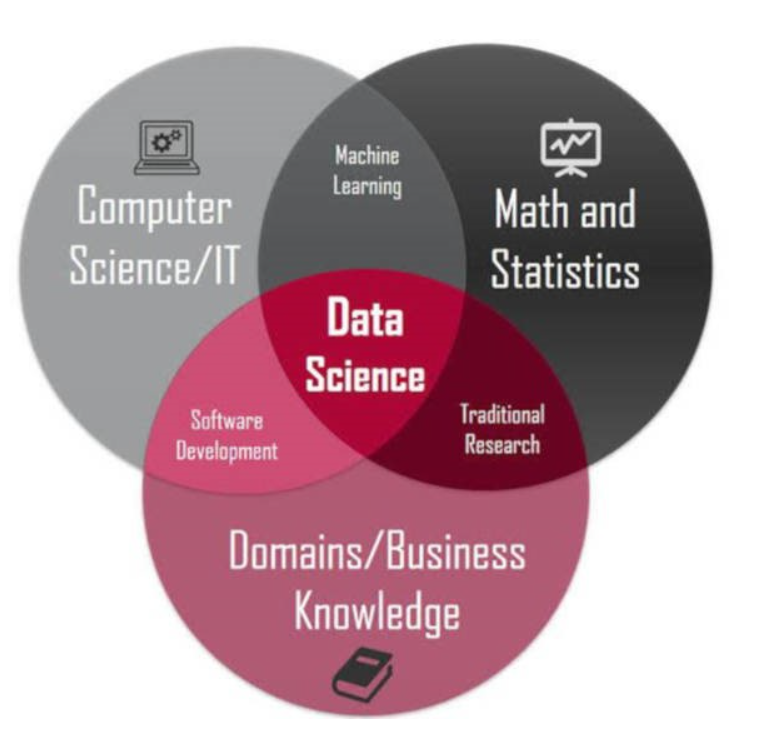 Machine
Learning
Computer
Science/IT
Math and
Statistics
Data
Science
Software
Development
Traditional
Research
Domains/Business
Knowledge